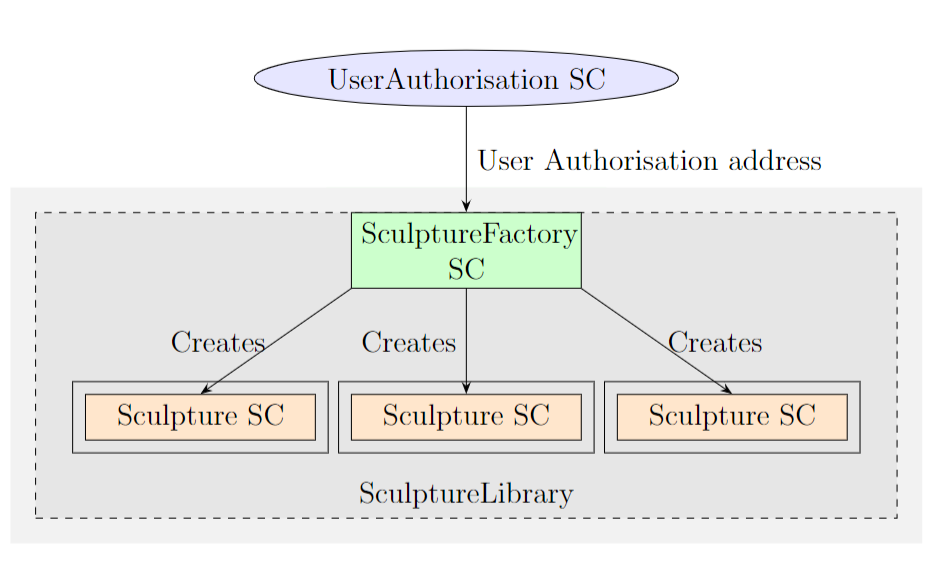 UserAuthorisation SC
User Authorisation address
SculptureFactory
SC
Creates
Creates
Creates
Sculpture SC
Sculpture SC
Sculpture SC
SculptureLibrary